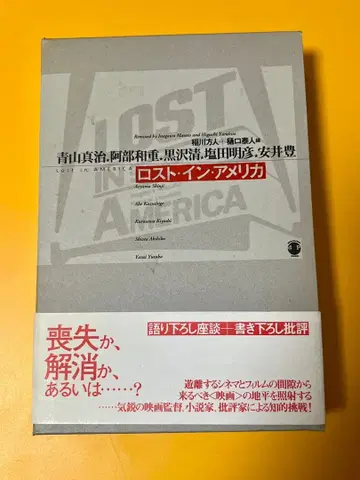 Remixed by Inagawa Masato and Higuchi Yasuhito
稲川方人+樋口泰人編
青山真治.阿部和重.黒沢清.塩田明彦.安井豊
LOST IN AMERICA
ロスト・イン・アメリカ
LOST
IN
AMERICA
Aoyama Shinji
Abe Kazushige
Kurosawa Kiyoshi
Shiota Akihiko
Yasui Yutaka
語り下ろし座談+書き下ろし批評
喪失か、
解消か、
あるいは……?
遊離するシネマとフィルムの間隙から
来るべき<映画>の地平を照射する
……気鋭の映画監督、小説家、批評家による知的挑戦!